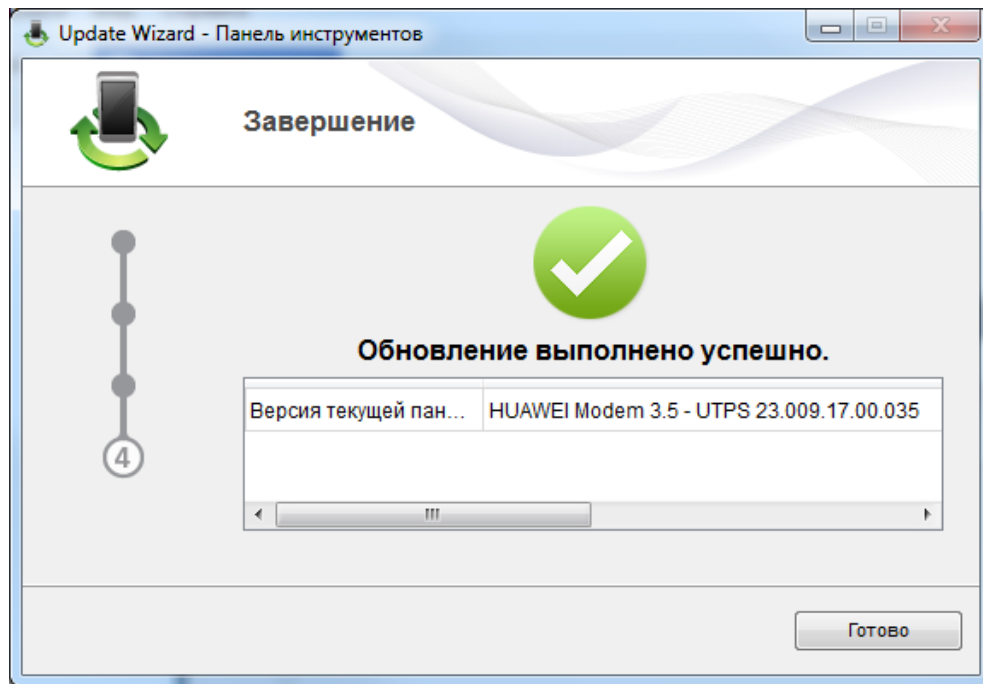 Update Wizard - Панель инструментов
Завершение
Обновление выполнено успешно.
Версия текущей пан... HUAWEI Modem 3.5 - UTPS 23.009.17.00.035
4
Готово